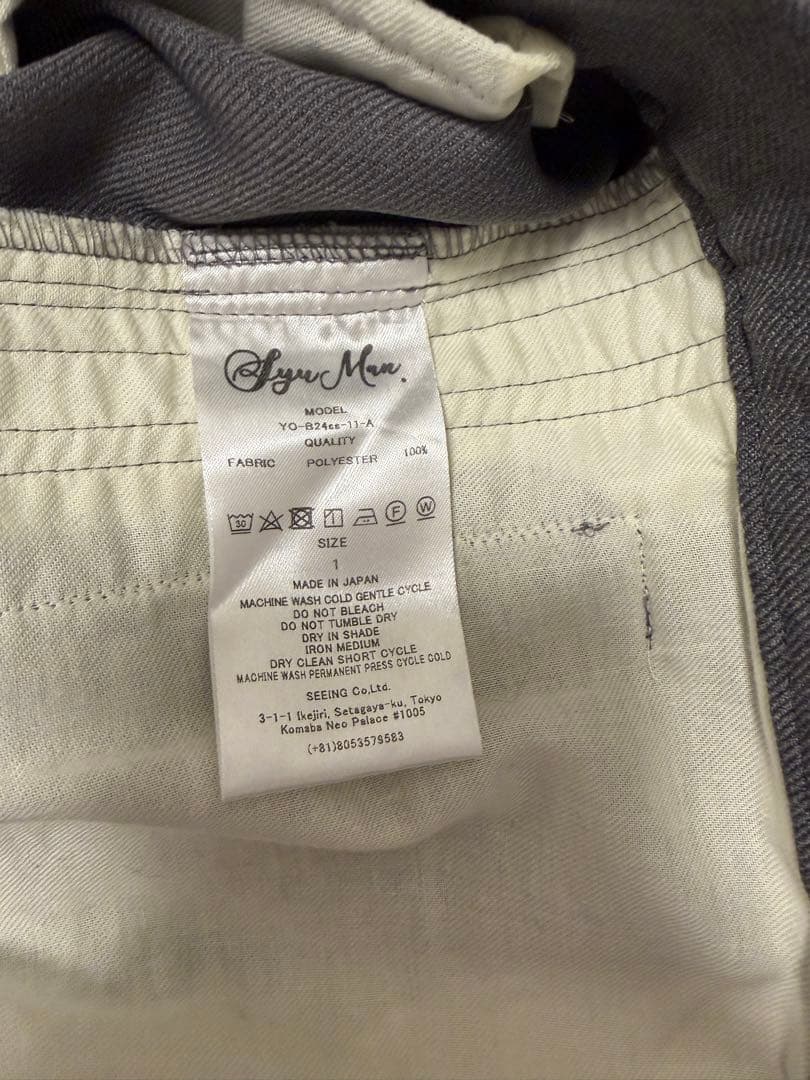 Syu Man.
MODEL
YO-B24ss-11-A
QUALITY
FABRIC POLYESTER 100%
30 F W
SIZE
1
MADE IN JAPAN
MACHINE WASH COLD GENTLE CYCLE
DO NOT BLEACH
DO NOT TUMBLE DRY
DRY IN SHADE
IRON MEDIUM
DRY CLEAN SHORT CYCLE
MACHINE WASH PERMANENT PRESS CYCLE COLD
SEEING Co,Ltd.
3-1-1 Ikejiri, Setagaya-ku, Tokyo
Komaba Neo Palace #1005
(+81)8053579583